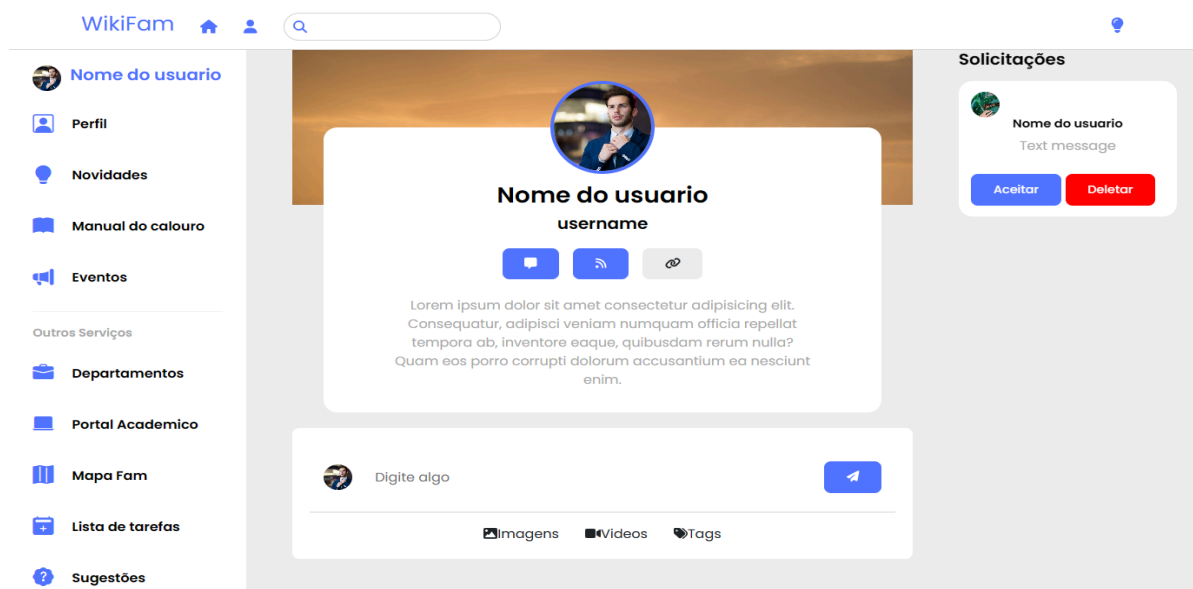 WikiFam
Nome do usuario
Perfil
Novidades
Manual do calouro
Eventos
Outros Serviços
Departamentos
Portal Academico
Mapa Fam
Lista de tarefas
Sugestões
Nome do usuario
username
Lorem ipsum dolor sit amet consectetur adipisicing elit.
Consequatur, adipisci veniam numquam officia repellat
tempora ab, inventore eaque, quibusdam rerum nulla?
Quam eos porro corrupti dolorum accusantium ea nesciunt
enim.
Digite algo
Imagens Videos Tags
Solicitações
Nome do usuario
Text message
Aceitar Deletar